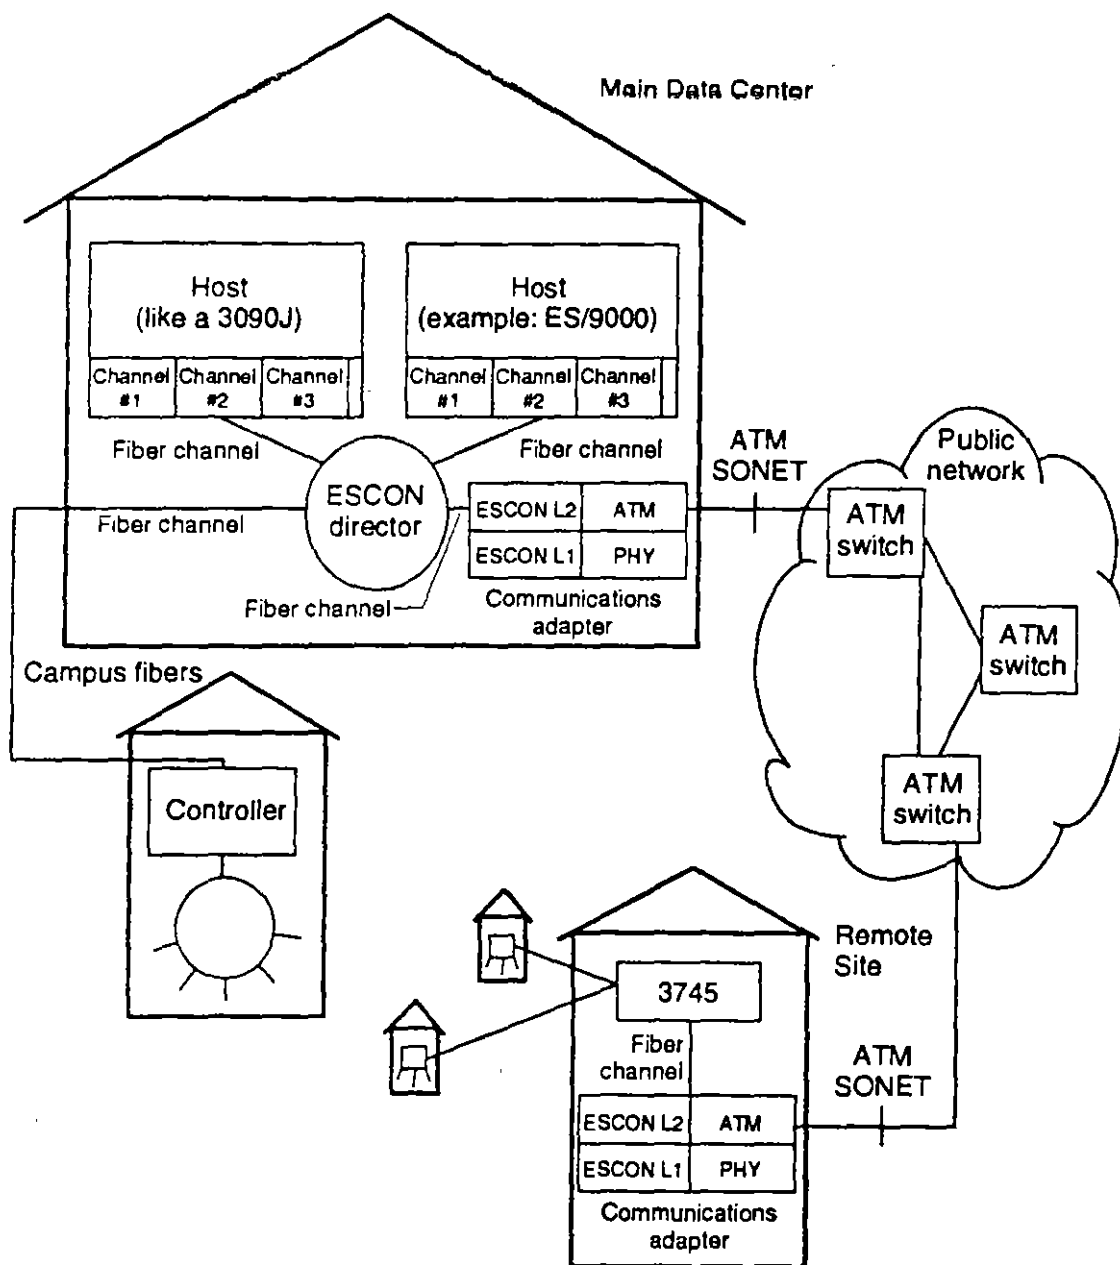 Main Data Center
Host
(like a 3090J)
Host
(example: ES/9000)
Channel
#1
Channel
#2
Channel
#3
Channel
#1
Channel
#2
Channel
#3
Fiber channel
Fiber channel
ATM
SONET
Public
network
Fiber channel
ESCON
director
ESCON L2
ATM
ESCON L1
PHY
ATM
switch
Fiber channel
Communications
adapter
ATM
switch
Campus fibers
ATM
switch
Controller
Remote
Site
3745
Fiber
channel
ATM
SONET
ESCON L2
ATM
ESCON L1
PHY
Communications
adapter